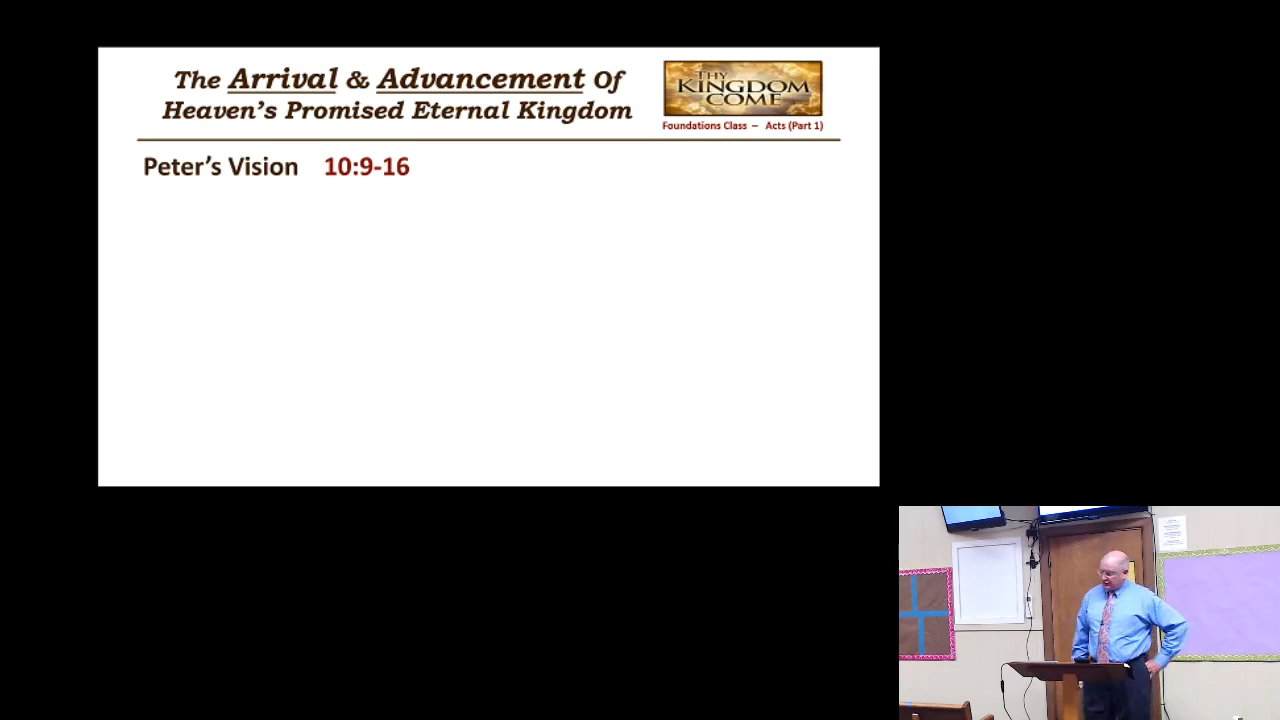 The Arrival & Advancement Of
Heaven's Promised Eternal Kingdom
THY
KINGDOM
COME
Foundations Class – Acts (Part 1)
Peter's Vision 10:9-16